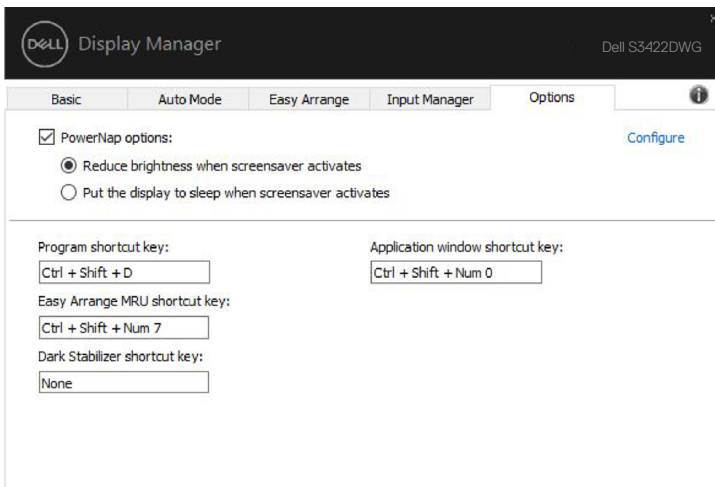 DELL Display Manager
Dell S3422DWG
Basic Auto Mode Easy Arrange Input Manager Options
PowerNap options: Configure
Reduce brightness when screensaver activates
Put the display to sleep when screensaver activates
Program shortcut key: Application window shortcut key:
Ctrl + Shift + D Ctrl + Shift + Num 0
Easy Arrange MRU shortcut key:
Ctrl + Shift + Num 7
Dark Stabilizer shortcut key:
None